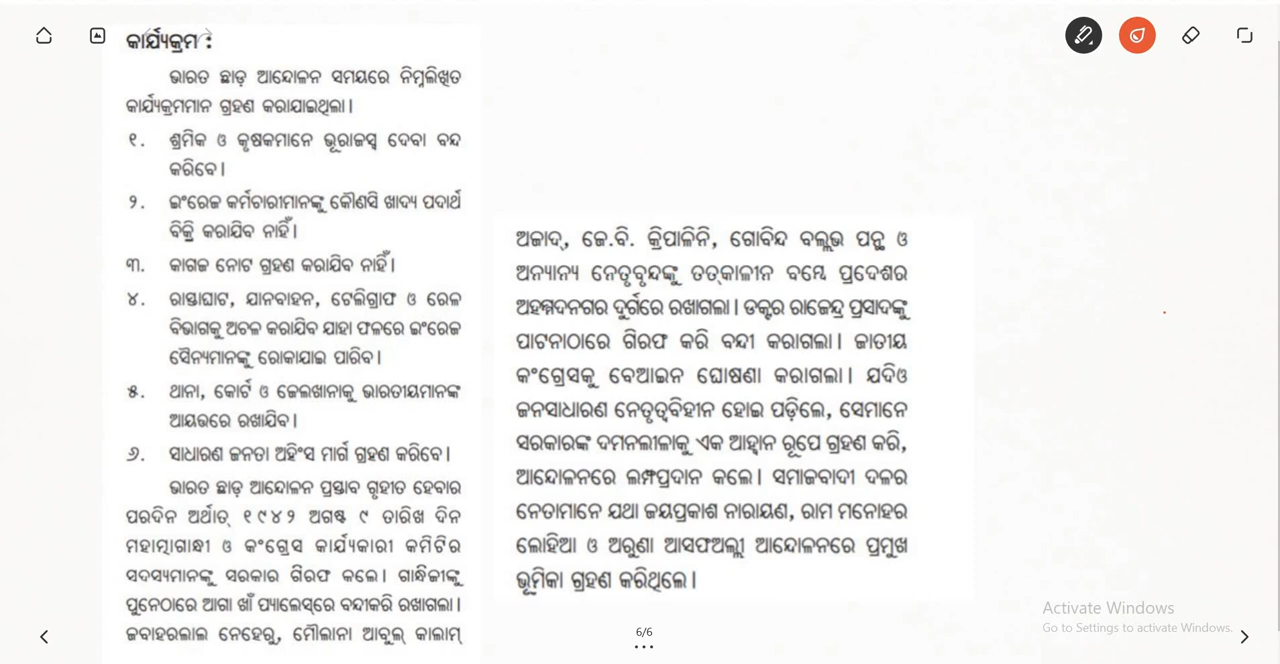 କାର୍ଯ୍ୟକ୍ରମ :
ଭାରତ ଛାଡ଼ ଆନ୍ଦୋଳନ ସମୟରେ ନିମ୍ନଲିଖିତ
କାର୍ଯ୍ୟକ୍ରମମାନ ଗ୍ରହଣ କରାଯାଇଥିଲା।
୧. ଶ୍ରମିକ ଓ କୃଷକମାନେ ଭୂରାଜସ୍ୱ ଦେବା ବନ୍ଦ
କରିବେ।
୨. ଇଂରେଜ କର୍ମଚାରୀମାନଙ୍କୁ କୌଣସି ଖାଦ୍ୟ ପଦାର୍ଥ
ବିକ୍ରି କରାଯିବ ନାହିଁ।
୩. କାଗଜ ନୋଟ ଗ୍ରହଣ କରାଯିବ ନାହିଁ।
୪. ରାସ୍ତାଘାଟ, ଯାନବାହନ, ଟେଲିଗ୍ରାଫ ଓ ରେଳ
ବିଭାଗକୁ ଅଚଳ କରାଯିବ ଯାହା ଫଳରେ ଇଂରେଜ
ସୈନ୍ୟମାନଙ୍କୁ ରୋକାଯାଇ ପାରିବ।
୫. ଥାନା, କୋର୍ଟ ଓ ଜେଲଖାନାକୁ ଭାରତୀୟମାନଙ୍କ
ଆୟତ୍ତରେ ରଖାଯିବ।
୬. ସାଧାରଣ ଜନତା ଅହିଂସ ମାର୍ଗ ଗ୍ରହଣ କରିବେ।
ଭାରତ ଛାଡ଼ ଆନ୍ଦୋଳନ ପ୍ରସ୍ତାବ ଗୃହୀତ ହେବାର
ପରଦିନ ଅର୍ଥାତ୍ ୧୯୪୨ ଅଗଷ୍ଟ ୯ ତାରିଖ ଦିନ
ମହାତ୍ମାଗାନ୍ଧୀ ଓ କଂଗ୍ରେସ କାର୍ଯ୍ୟକାରୀ କମିଟିର
ସଦସ୍ୟମାନଙ୍କୁ ସରକାର ଗିରଫ କଲେ। ଗାନ୍ଧିଜୀଙ୍କୁ
ପୁନେଠାରେ ଆଗା ଖାଁ ପ୍ୟାଲେସ୍‌ରେ ବନ୍ଦୀକରି ରଖାଗଲା।
ଜବାହରଲାଲ ନେହେରୁ, ମୌଲାନା ଆବୁଲ୍ କାଲାମ୍
ଅଜାଦ୍, ଜେ.ବି. କ୍ରିପାଳିନି, ଗୋବିନ୍ଦ ବଲ୍ଲଭ ପନ୍ଥ ଓ
ଅନ୍ୟାନ୍ୟ ନେତୃବୃନ୍ଦଙ୍କୁ ତତ୍‌କାଳୀନ ବମ୍ବେ ପ୍ରଦେଶର
ଅହମ୍ମଦନଗର ଦୁର୍ଗରେ ରଖାଗଲା। ଡକ୍ଟର ରାଜେନ୍ଦ୍ର ପ୍ରସାଦଙ୍କୁ
ପାଟନାଠାରେ ଗିରଫ କରି ବନ୍ଦୀ କରାଗଲା। ଜାତୀୟ
କଂଗ୍ରେସକୁ ବେଆଇନ ଘୋଷଣା କରାଗଲା। ଯଦିଓ
ଜନସାଧାରଣ ନେତୃତ୍ୱବିହୀନ ହୋଇ ପଡ଼ିଲେ, ସେମାନେ
ସରକାରଙ୍କ ଦମନଲୀଳାକୁ ଏକ ଆହ୍ୱାନ ରୂପେ ଗ୍ରହଣ କରି,
ଆନ୍ଦୋଳନରେ ଲମ୍ଫପ୍ରଦାନ କଲେ। ସମାଜବାଦୀ ଦଳର
ନେତାମାନେ ଯଥା ଜୟପ୍ରକାଶ ନାରାୟଣ, ରାମ ମନୋହର
ଲୋହିଆ ଓ ଅରୁଣା ଆସଫଅଲ୍ଲୀ ଆନ୍ଦୋଳନରେ ପ୍ରମୁଖ
ଭୂମିକା ଗ୍ରହଣ କରିଥିଲେ।
Activate Windows
Go to Settings to activate Windows.
6/6